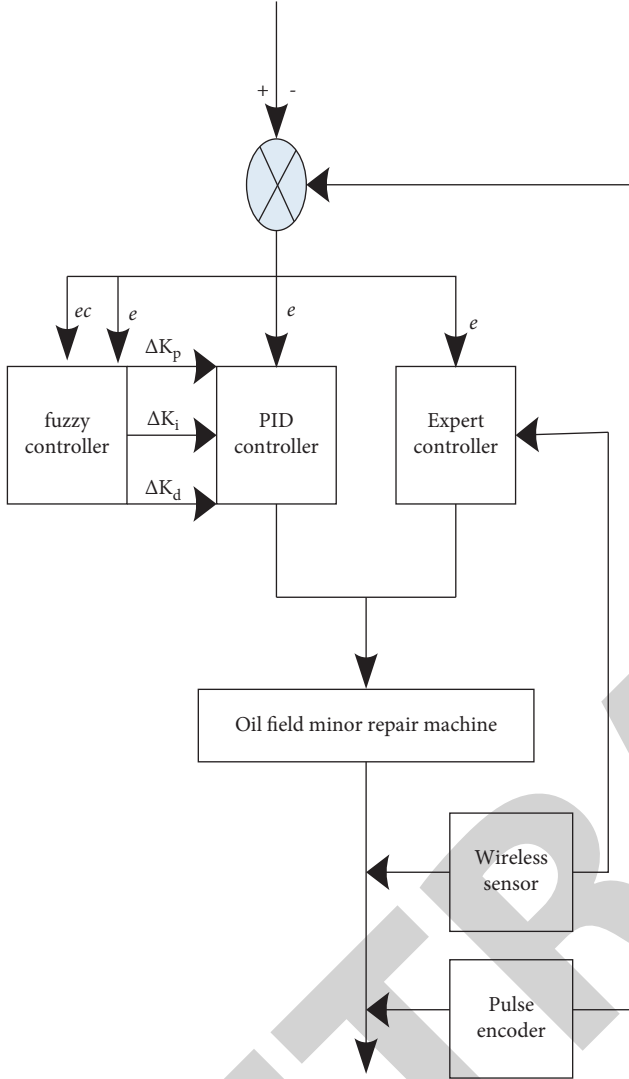 + -
ec
e
e
e
ΔKp
ΔKi
ΔKd
fuzzy
controller
PID
controller
Expert
controller
Oil field minor repair machine
Wireless
sensor
Pulse
encoder